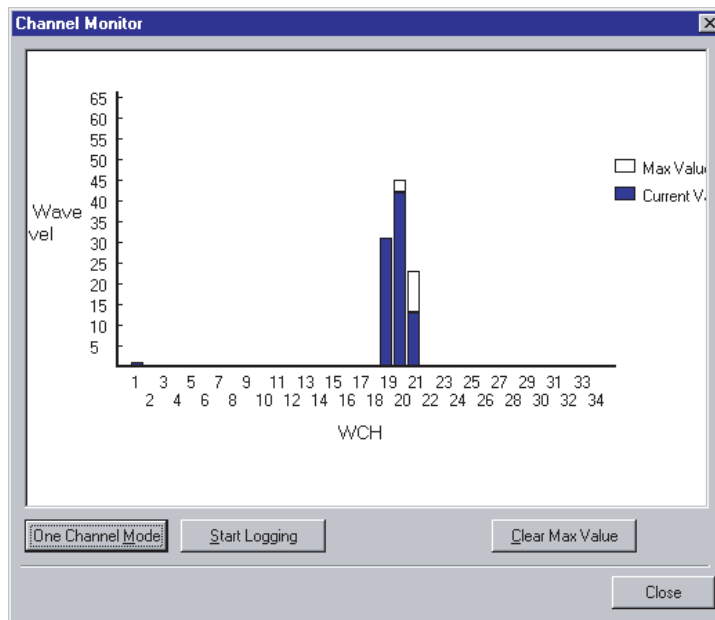 Channel Monitor
65
60
55
50
45
40
35
30
25
20
15
10
5
Wave
vel
Max Valu
Current V
1 3 5 7 9 11 13 15 17 19 21 23 25 27 29 31 33
2 4 6 8 10 12 14 16 18 20 22 24 26 28 30 32 34
WCH
One Channel Mode
Start Logging
Clear Max Value
Close